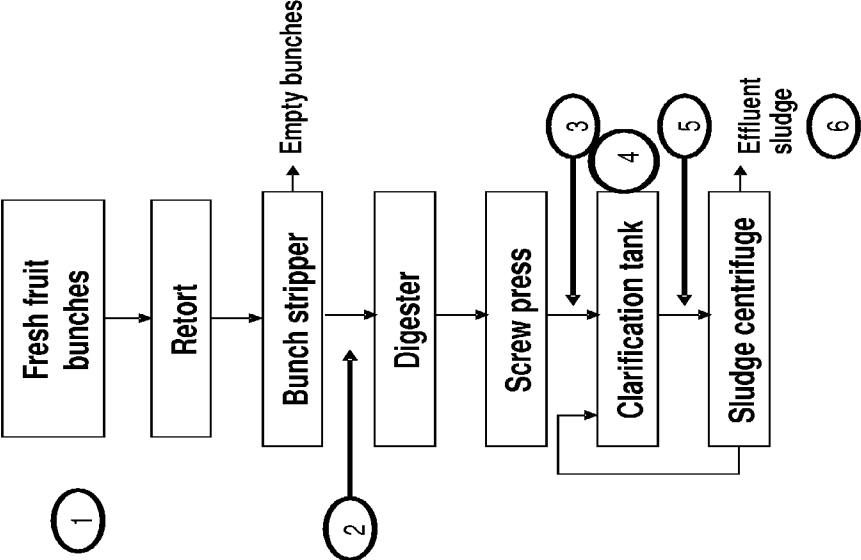 1
Fresh fruit
bunches
Retort
Bunch stripper
Empty bunches
2
Digester
Screw press
3
Clarification tank
4
5
Sludge centrifuge
Effluent
sludge
6